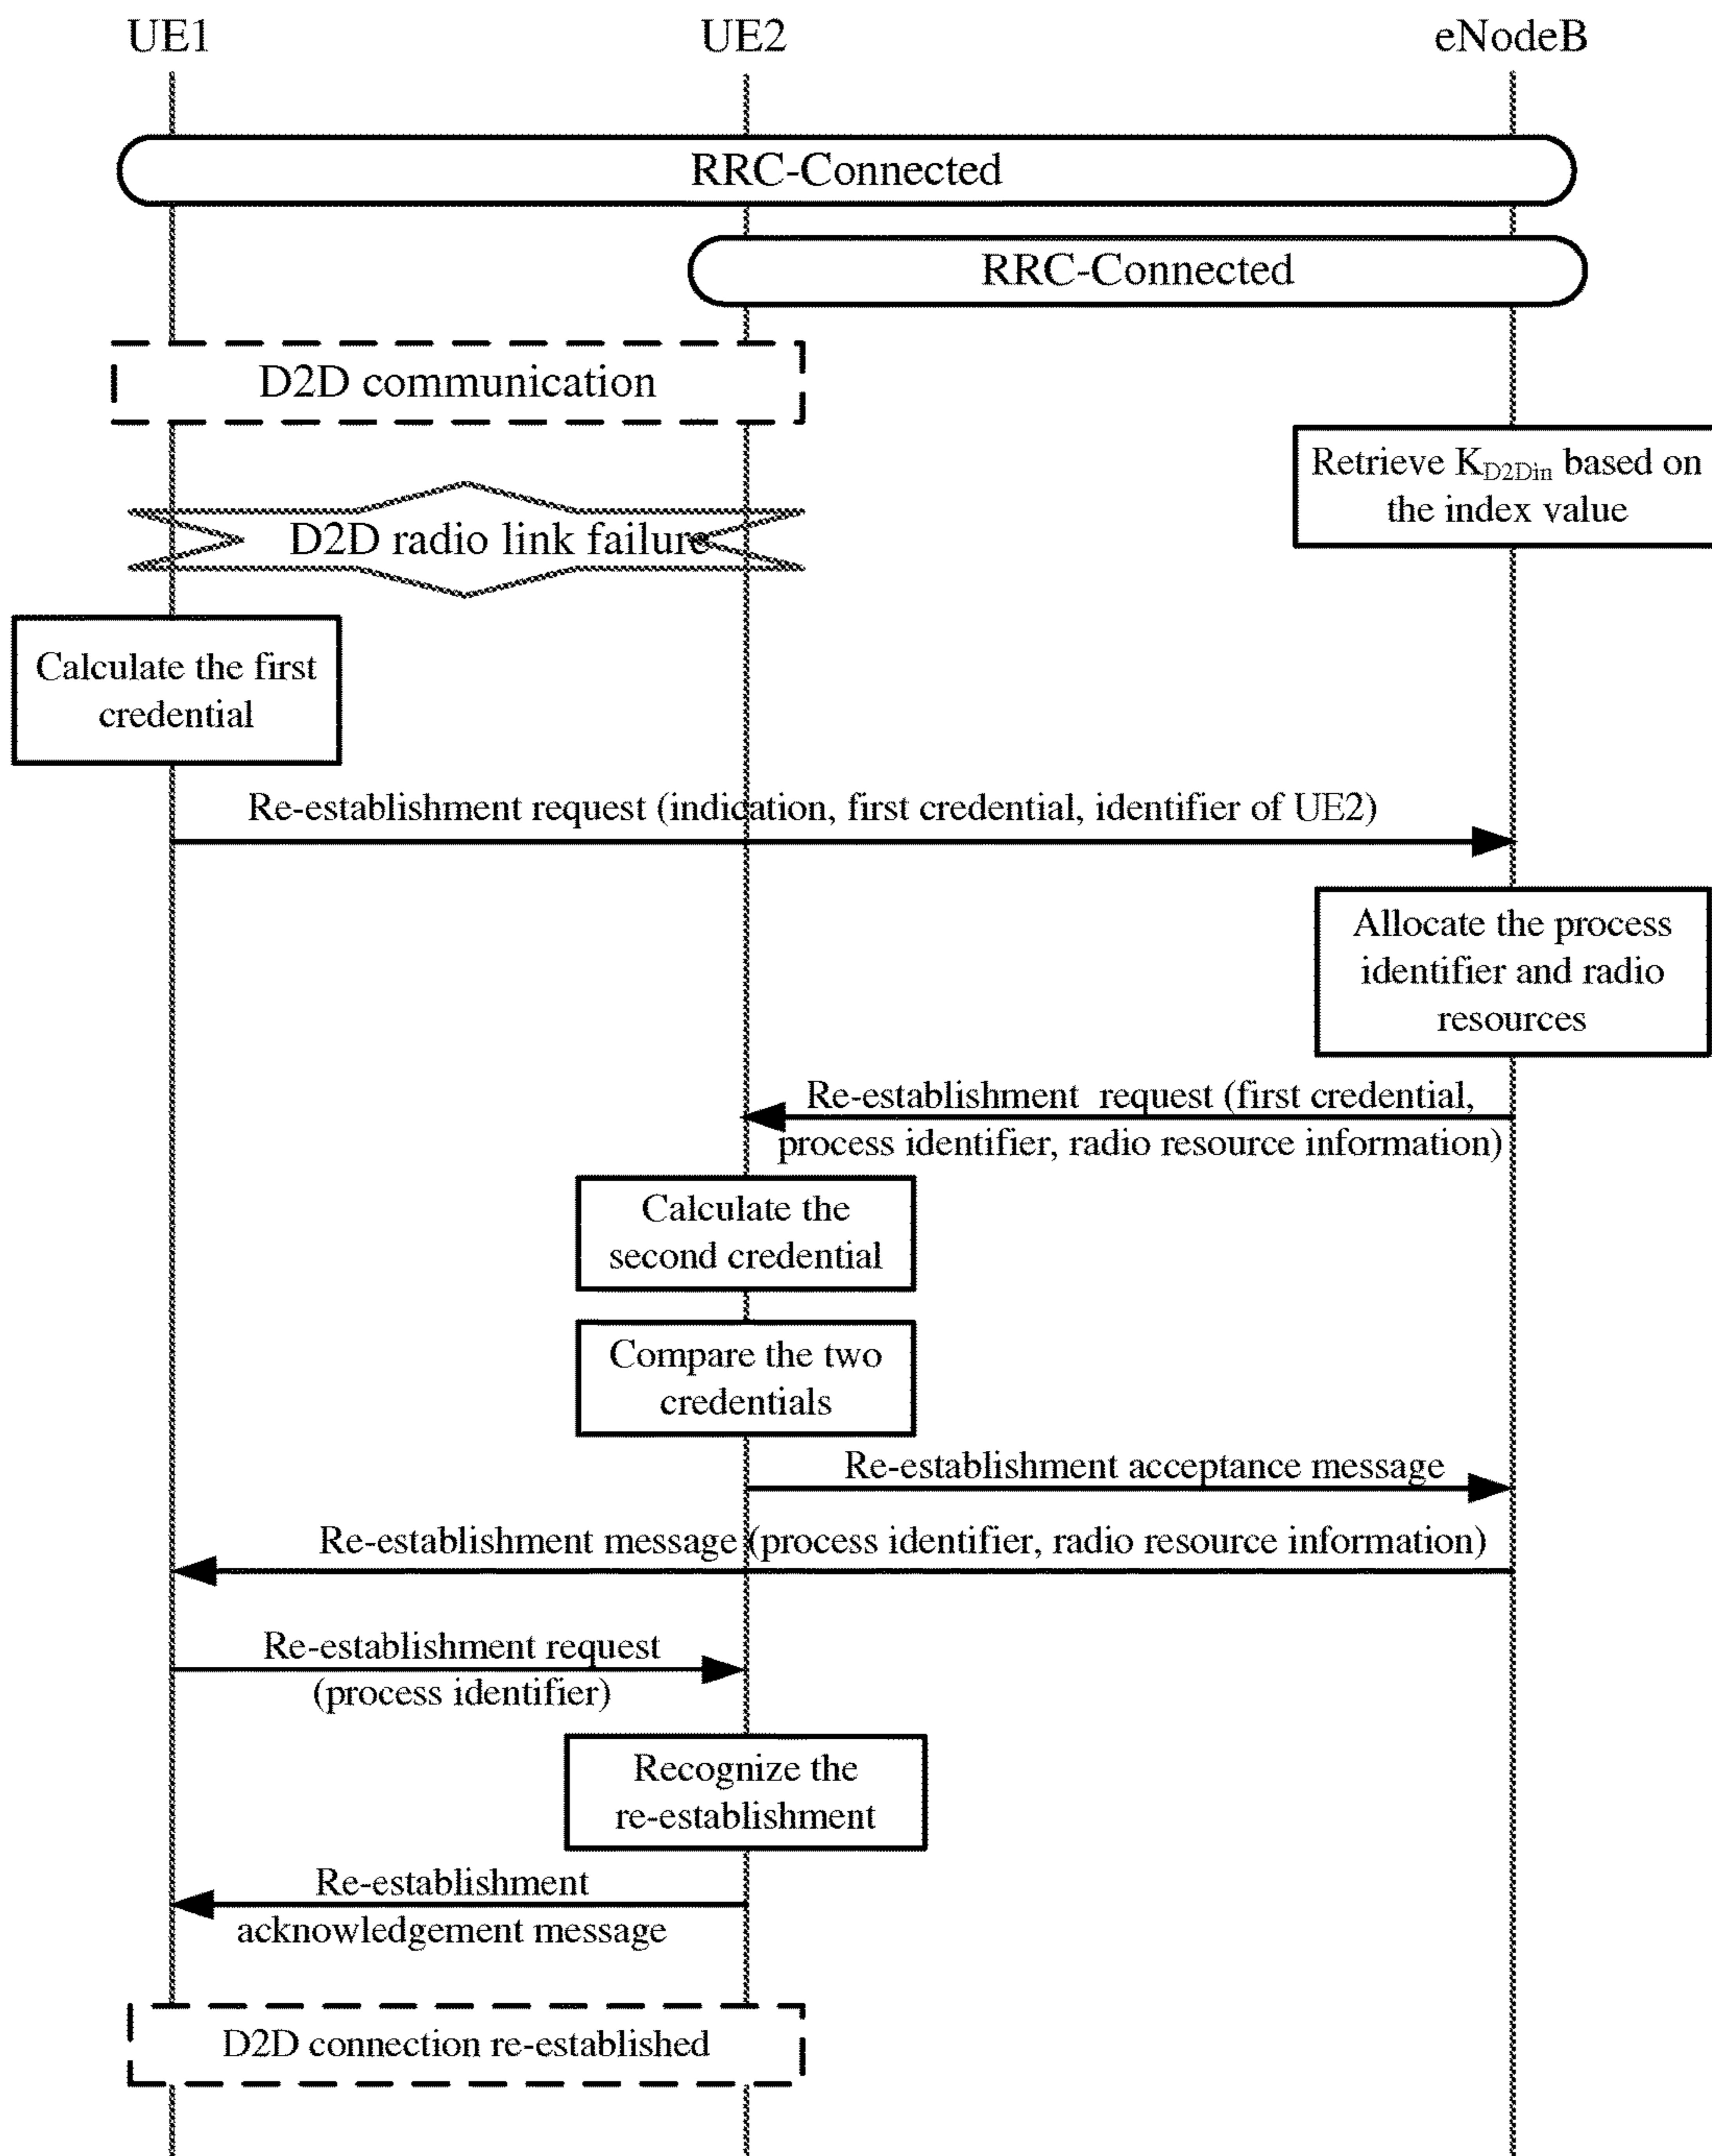 UE1
UE2
eNodeB
RRC-Connected
RRC-Connected
D2D communication
Retrieve K_D2Din based on
the index value
D2D radio link failure
Calculate the first
credential
Re-establishment request (indication, first credential, identifier of UE2)
Allocate the process
identifier and radio
resources
Re-establishment request (first credential,
process identifier, radio resource information)
Calculate the
second credential
Compare the two
credentials
Re-establishment acceptance message
Re-establishment message (process identifier, radio resource information)
Re-establishment request
(process identifier)
Recognize the
re-establishment
Re-establishment
acknowledgement message
D2D connection re-established